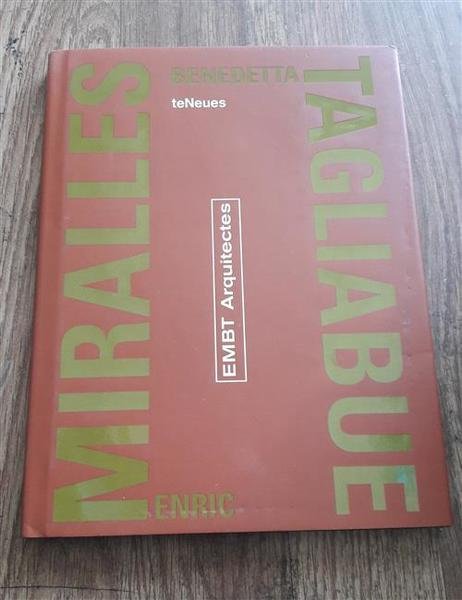 ENRIC
MIRALLES
BENEDETTA
TAGLIABUE
teNeues
EMBT Arquitectes